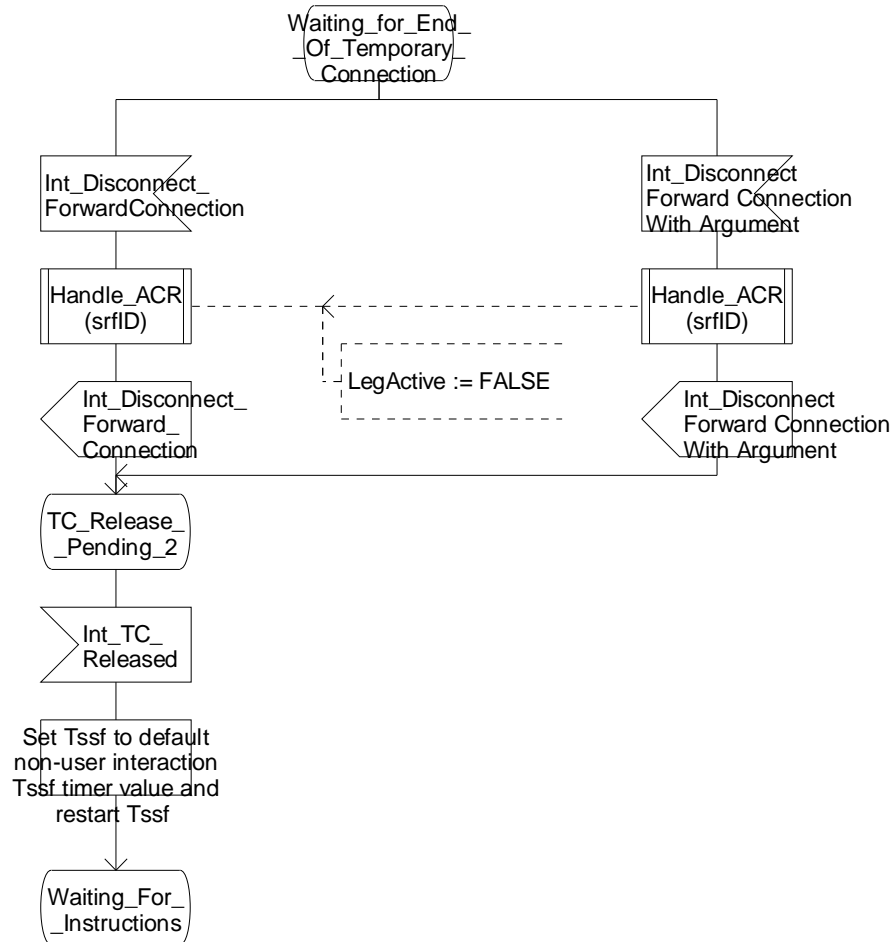 Waiting_for_End_
_Of_Temporary_
Connection
Int_Disconnect_
ForwardConnection
Int_Disconnect
Forward Connection
With Argument
Handle_ACR
(srfID)
Handle_ACR
(srfID)
LegActive := FALSE
Int_Disconnect_
Forward_
Connection
Int_Disconnect
Forward Connection
With Argument
TC_Release_
_Pending_2
Int_TC_
Released
Set Tssf to default
non-user interaction
Tssf timer value and
restart Tssf
Waiting_For_
_Instructions